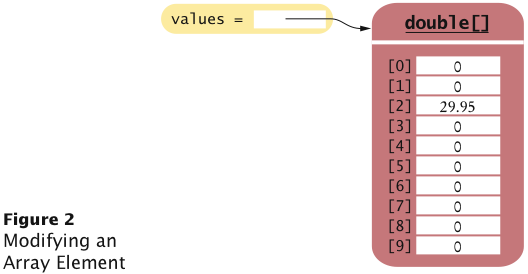 values =
double[]
[0] 0
[1] 0
[2] 29.95
[3] 0
[4] 0
[5] 0
[6] 0
[7] 0
[8] 0
[9] 0
Figure 2
Modifying an
Array Element